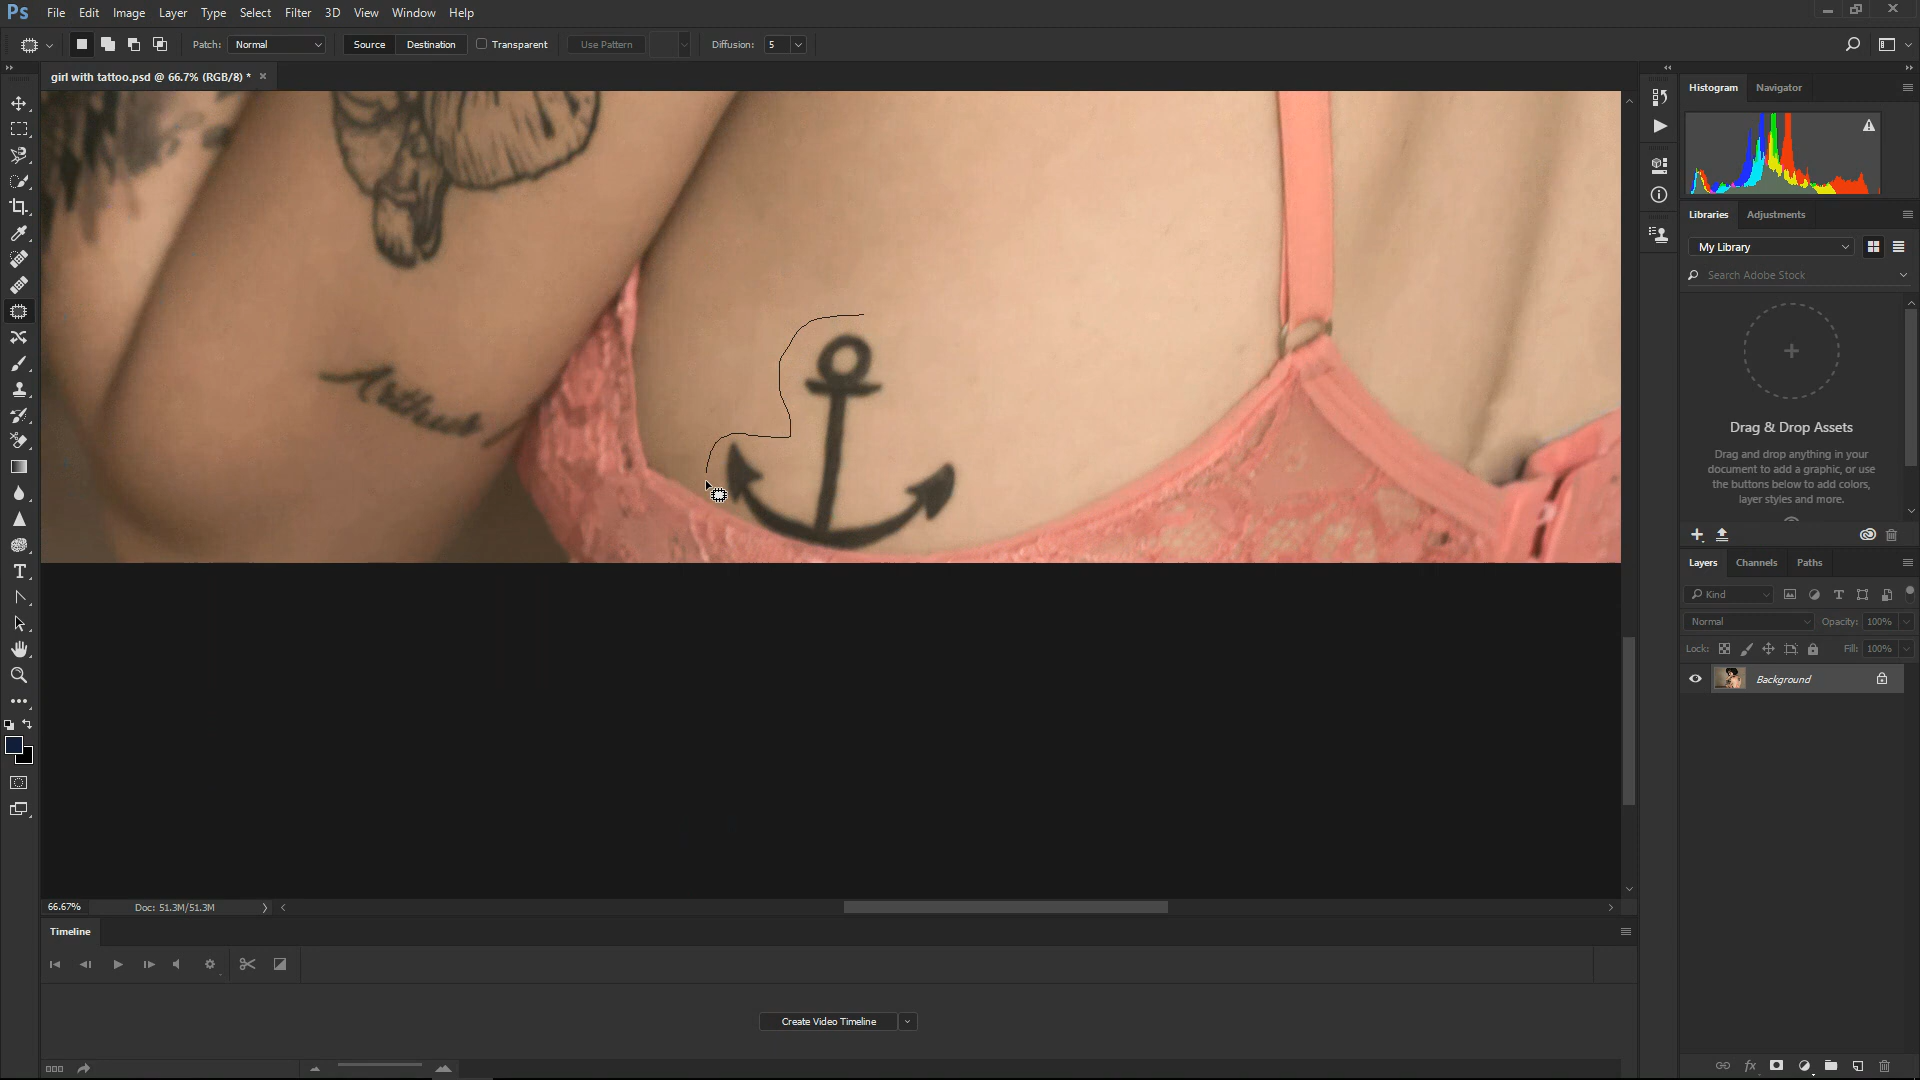 Ps File Edit Image Layer Type Select Filter 3D View Window Help
Patch: Normal Source Destination Transparent Use Pattern Diffusion: 5
girl with tattoo.psd @ 66.7% (RGB/8) * ×
Histogram Navigator
Libraries Adjustments
My Library
Search Adobe Stock
Drag & Drop Assets
Drag and drop anything in your
document to add a graphic, or use
the buttons below to add colors,
layer styles and more.
Layers Channels Paths
Kind
Normal Opacity: 100%
Lock: Fill: 100%
Background
Arthur
66.67% Doc: 51.3M/51.3M
Timeline
Create Video Timeline